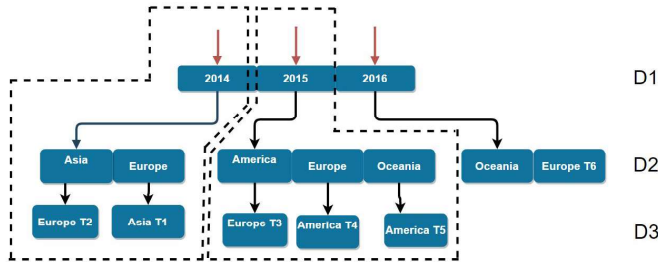 2014 2015 2016 D1
Asia Europe America Europe Oceania Oceania Europe T6 D2
Europe T2 Asia T1 Europe T3 America T4 America T5 D3